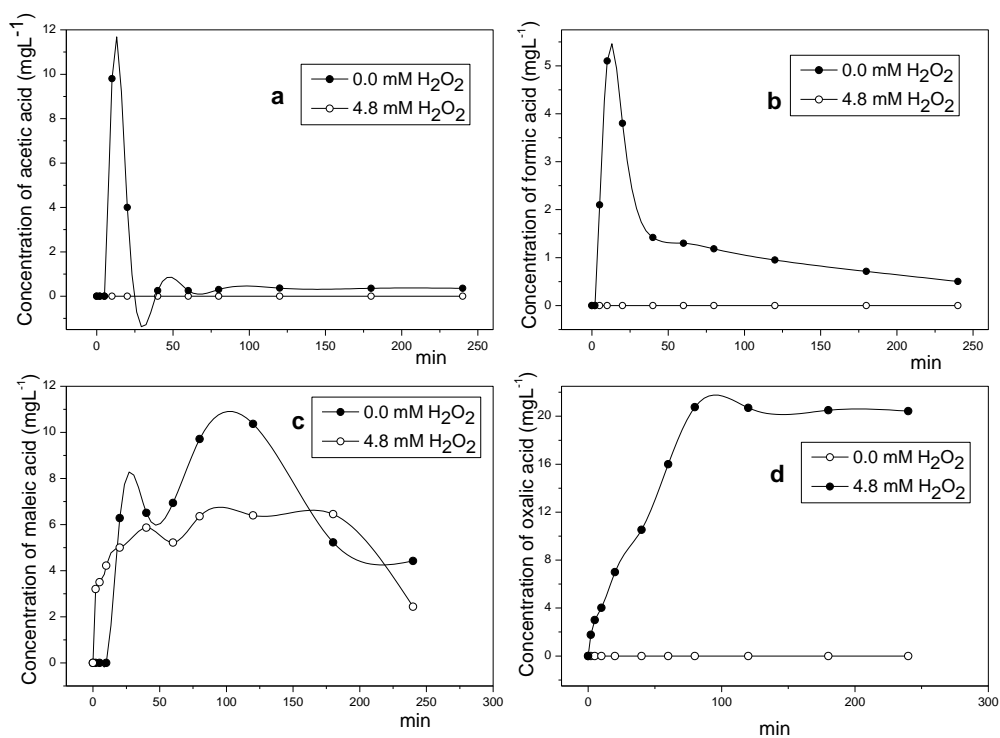 Concentration of acetic acid (mgL⁻¹)
12
10
8
6
4
2
0
0 50 100 150 200 250
min
a
0.0 mM H₂O₂
4.8 mM H₂O₂
Concentration of formic acid (mgL⁻¹)
5
4
3
2
1
0
0 50 100 150 200 250
min
b
0.0 mM H₂O₂
4.8 mM H₂O₂
Concentration of maleic acid (mgL⁻¹)
12
10
8
6
4
2
0
0 50 100 150 200 250 300
min
c
0.0 mM H₂O₂
4.8 mM H₂O₂
Concentration of oxalic acid (mgL⁻¹)
20
16
12
8
4
0
0 100 200 300
min
d
0.0 mM H₂O₂
4.8 mM H₂O₂